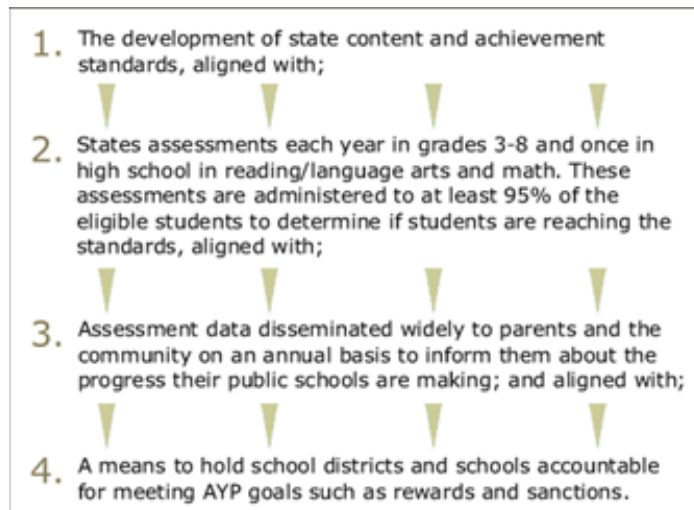 1. The development of state content and achievement
standards, aligned with;
2. States assessments each year in grades 3-8 and once in
high school in reading/language arts and math. These
assessments are administered to at least 95% of the
eligible students to determine if students are reaching the
standards, aligned with;
3. Assessment data disseminated widely to parents and the
community on an annual basis to inform them about the
progress their public schools are making; and aligned with;
4. A means to hold school districts and schools accountable
for meeting AYP goals such as rewards and sanctions.